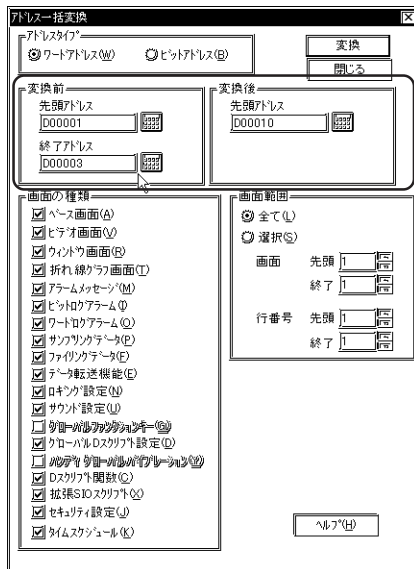 アドレス一括変換
アドレスタイプ
ワードアドレス(W)
ビットアドレス(B)
変換
閉じる
変換前
先頭アドレス
D00001
終了アドレス
D00003
変換後
先頭アドレス
D00010
画面の種類
ベース画面(A)
ビデオ画面(V)
ウィンドウ画面(R)
折れ線グラフ画面(T)
アラームメッセージ(M)
ビットログアラーム(I)
ワードログアラーム(O)
サンプリングデータ(P)
ファイリングデータ(F)
データ転送機能(E)
ロギング設定(N)
サウンド設定(U)
グローバルファンクションキー(G)
グローバルDスクリプト設定(D)
ハンディ グローバルバイブレーション(Y)
Dスクリプト関数(C)
拡張SIOスクリプト(X)
セキュリティ設定(J)
タイムスケジュール(K)
画面範囲
全て(L)
選択(S)
画面 先頭 1
終了 1
行番号 先頭 1
終了 1
ヘルプ(H)